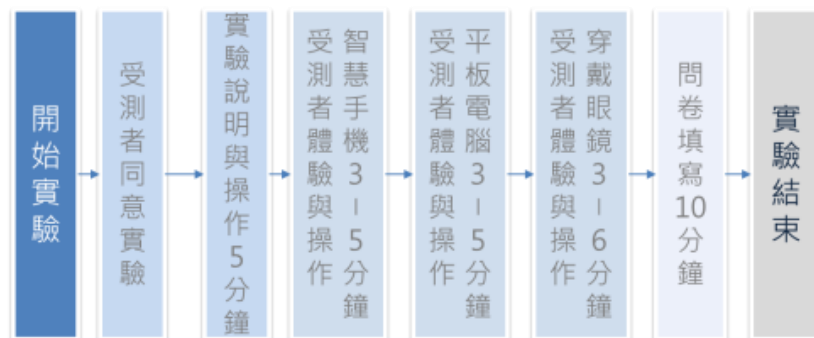 開始實驗
受測者同意實驗
實驗說明與操作5分鐘
智慧手機3-5分鐘
受測者體驗與操作
平板電腦3-5分鐘
受測者體驗與操作
穿戴眼鏡3-6分鐘
受測者體驗與操作
問卷填寫10分鐘
實驗結束